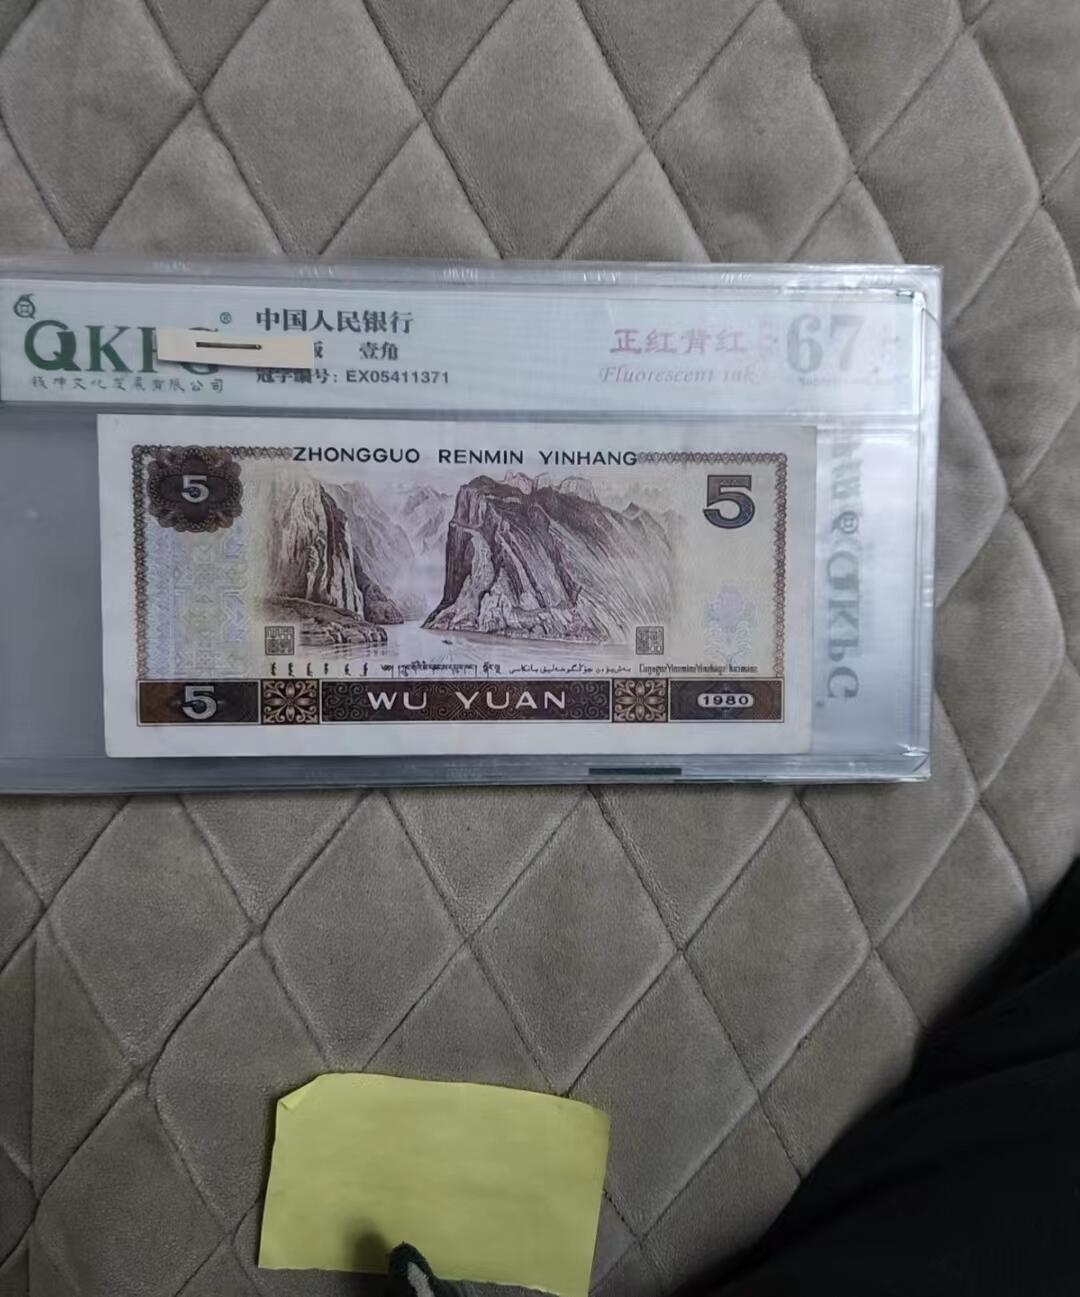 中国人民银行
版 壹角
冠字编号: EX05411371
QKPG®
钱坤文化发展有限公司
正红背红
Fluorescent ink
67
ZHONGGUO RENMIN YINHANG
5
5
5 WU YUAN 1980
QKPG